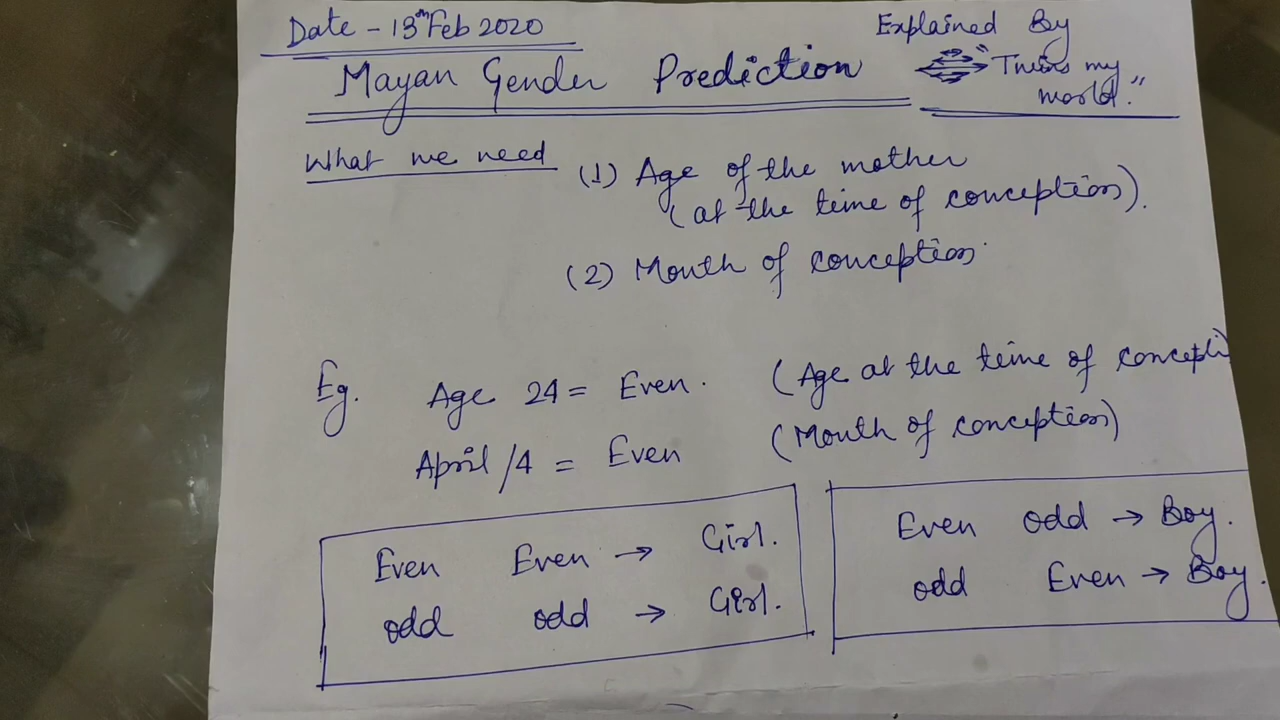 Date - 13th Feb 2020
Explained By
"Twins my
world."
Mayan Gender Prediction
What we need
(1) Age of the mother
(at the time of conception).
(2) Month of conception.
Eg. Age 24 = Even. (Age at the time of concepti
April /4 = Even (Month of conception)
Even Even → Girl.
odd odd → Girl.
Even odd → Boy.
odd Even → Boy.